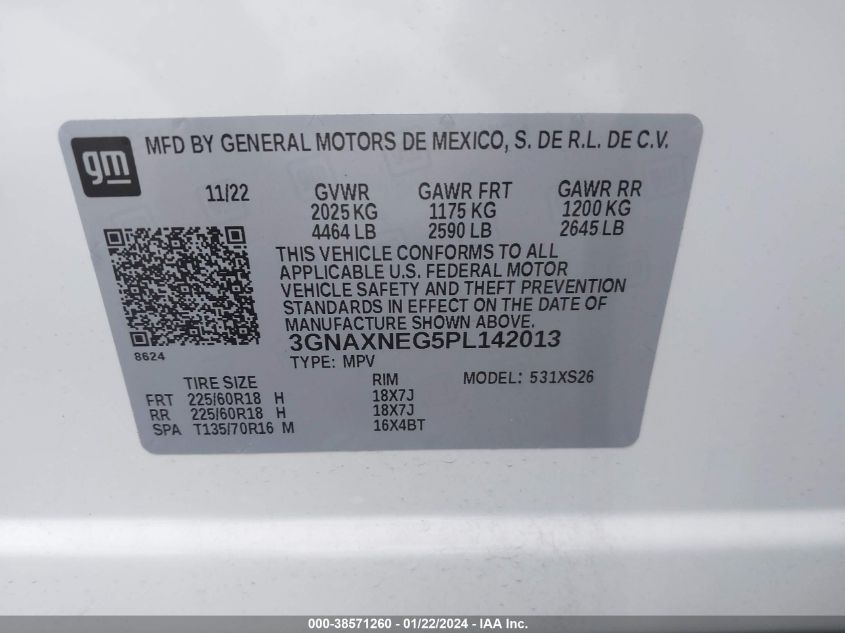 gm
MFD BY GENERAL MOTORS DE MEXICO, S. DE R.L. DE C.V.
11/22 GVWR GAWR FRT GAWR RR
2025 KG 1175 KG 1200 KG
4464 LB 2590 LB 2645 LB
THIS VEHICLE CONFORMS TO ALL
APPLICABLE U.S. FEDERAL MOTOR
VEHICLE SAFETY AND THEFT PREVENTION
STANDARDS IN EFFECT ON THE DATE OF
MANUFACTURE SHOWN ABOVE.
3GNAXNEG5PL142013
8624
TYPE: MPV
TIRE SIZE RIM MODEL: 531XS26
FRT 225/60R18 H 18X7J
RR 225/60R18 H 18X7J
SPA T135/70R16 M 16X4BT
000-38571260 - 01/22/2024 - IAA Inc.